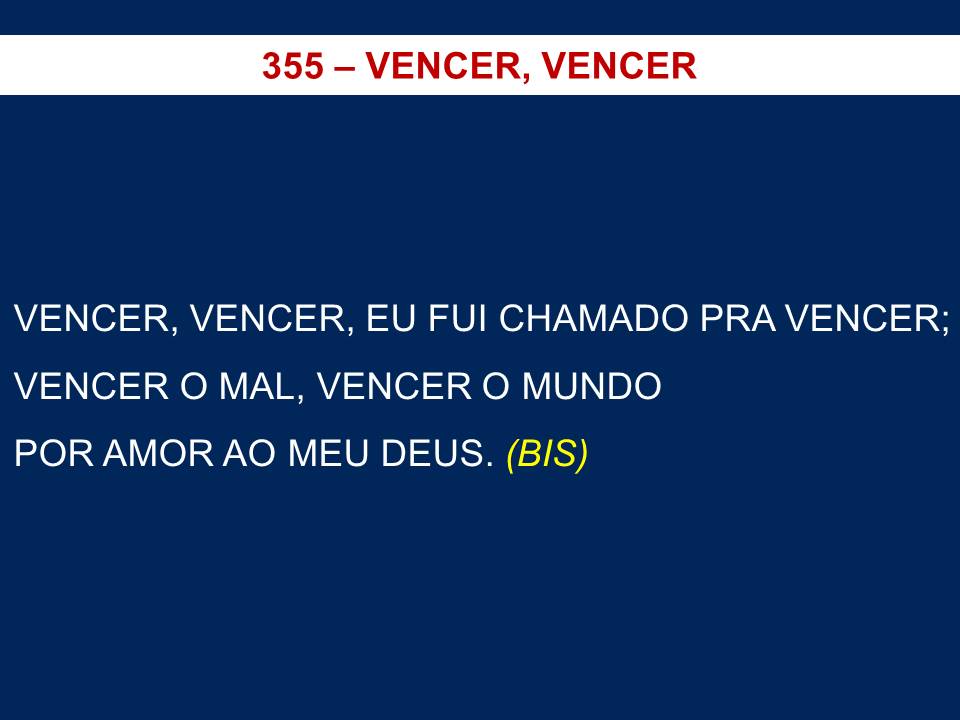 355 – VENCER, VENCER
VENCER, VENCER, EU FUI CHAMADO PRA VENCER;
VENCER O MAL, VENCER O MUNDO
POR AMOR AO MEU DEUS. (BIS)